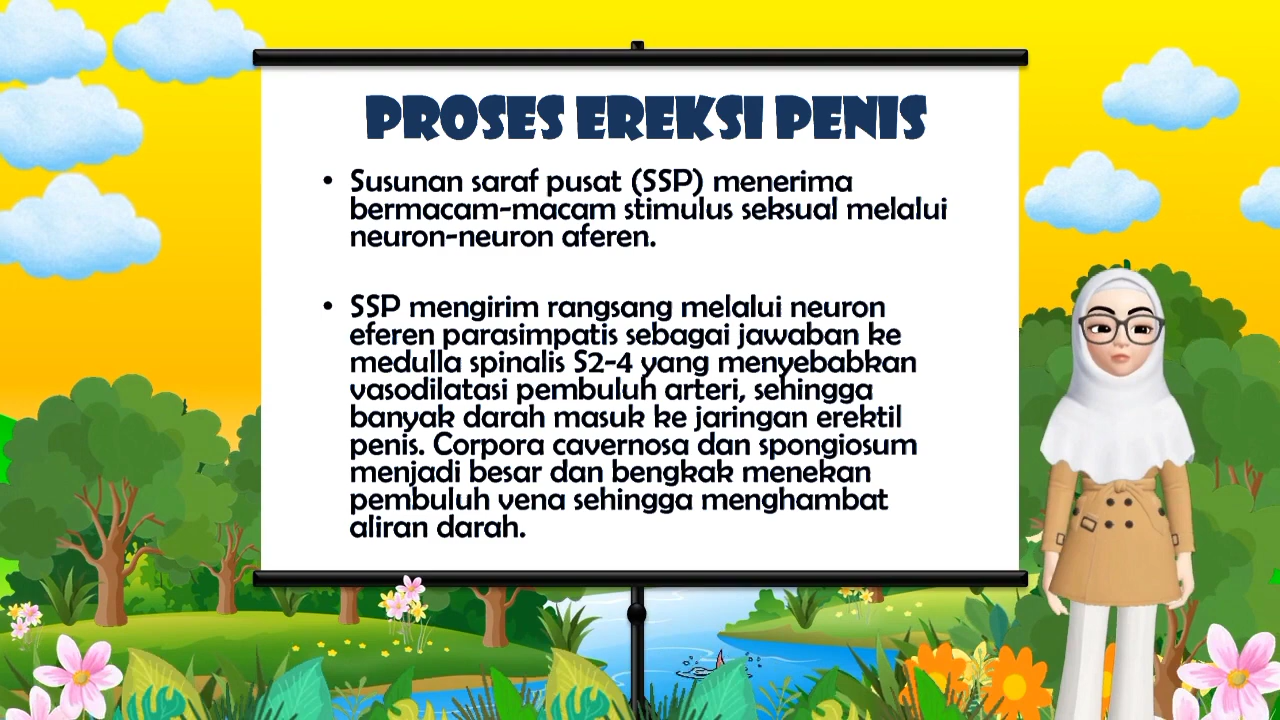 PROSES EREKSI PENIS
• Susunan saraf pusat (SSP) menerima
bermacam-macam stimulus seksual melalui
neuron-neuron aferen.
• SSP mengirim rangsang melalui neuron
eferen parasimpatis sebagai jawaban ke
medulla spinalis S2-4 yang menyebabkan
vasodilatasi pembuluh arteri, sehingga
banyak darah masuk ke jaringan erektil
penis. Corpora cavernosa dan spongiosum
menjadi besar dan bengkak menekan
pembuluh vena sehingga menghambat
aliran darah.